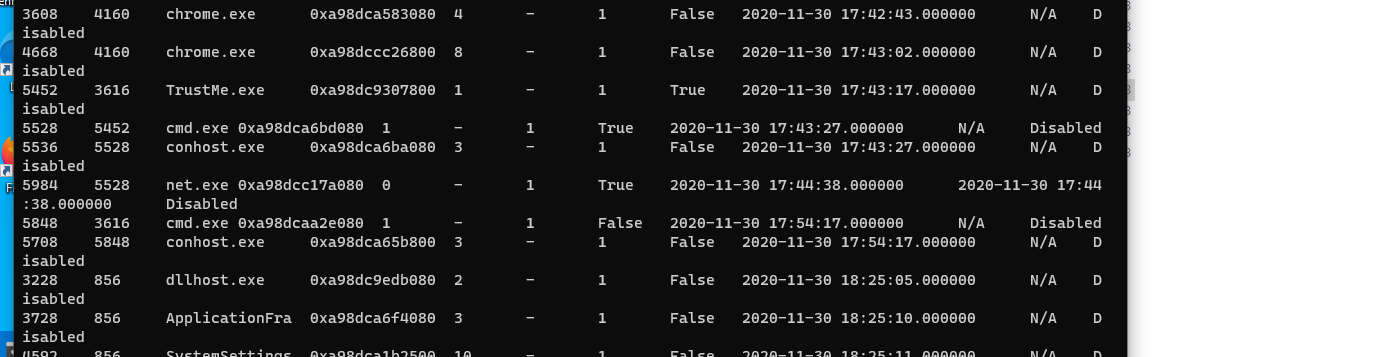 3608 4160 chrome.exe 0xa98dca583080 4 - 1 False 2020-11-30 17:42:43.000000 N/A D
isabled
4668 4160 chrome.exe 0xa98dccc26800 8 - 1 False 2020-11-30 17:43:02.000000 N/A D
isabled
5452 3616 TrustMe.exe 0xa98dc9307800 1 - 1 True 2020-11-30 17:43:17.000000 N/A D
isabled
5528 5452 cmd.exe 0xa98dca6bd080 1 - 1 True 2020-11-30 17:43:27.000000 N/A Disabled
5536 5528 conhost.exe 0xa98dca6ba080 3 - 1 False 2020-11-30 17:43:27.000000 N/A D
isabled
5984 5528 net.exe 0xa98dcc17a080 0 - 1 True 2020-11-30 17:44:38.000000 2020-11-30 17:44
:38.000000 Disabled
5848 3616 cmd.exe 0xa98dcaa2e080 1 - 1 False 2020-11-30 17:54:17.000000 N/A Disabled
5708 5848 conhost.exe 0xa98dca65b800 3 - 1 False 2020-11-30 17:54:17.000000 N/A D
isabled
3228 856 dllhost.exe 0xa98dc9edb080 2 - 1 False 2020-11-30 18:25:05.000000 N/A D
isabled
3728 856 ApplicationFra 0xa98dca6f4080 3 - 1 False 2020-11-30 18:25:10.000000 N/A D
isabled
4592 856 SystemSettings 0xa98dca1b2500 10 - 1 False 2020-11-30 18:25:11.000000 N/A D